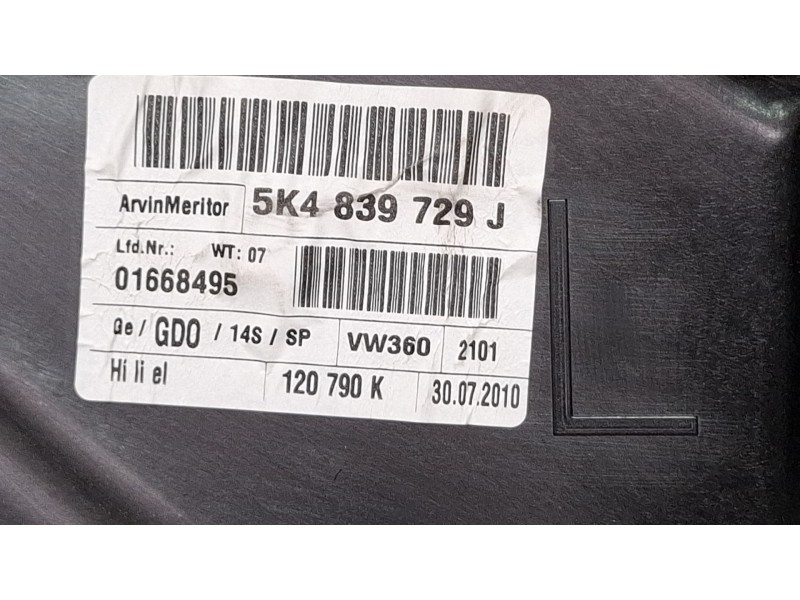 ArvinMeritor 5K4 839 729 J
Lfd.Nr.: WT: 07
01668495
Ge / GDO / 14S / SP VW360 2101
Hi li el 120 790 K 30.07.2010
L